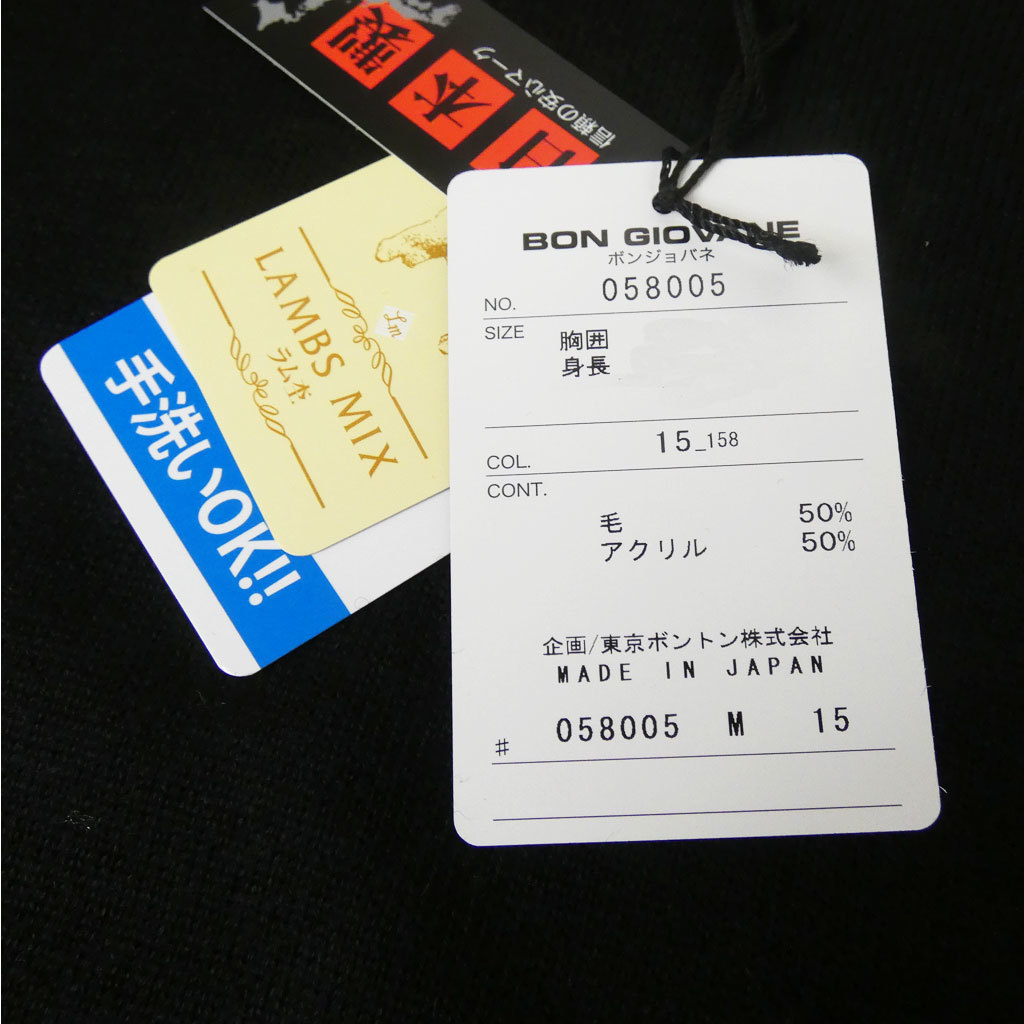 日本製
信頼の安心マーク
LAMBS MIX
ラム杢
Lm
手洗いOK!!
BON GIOVANE
ボンジョバネ
NO. 058005
SIZE 胸囲
身長
COL. 15_158
CONT.
毛 50%
アクリル 50%
企画/東京ボントン株式会社
MADE IN JAPAN
# 058005 M 15